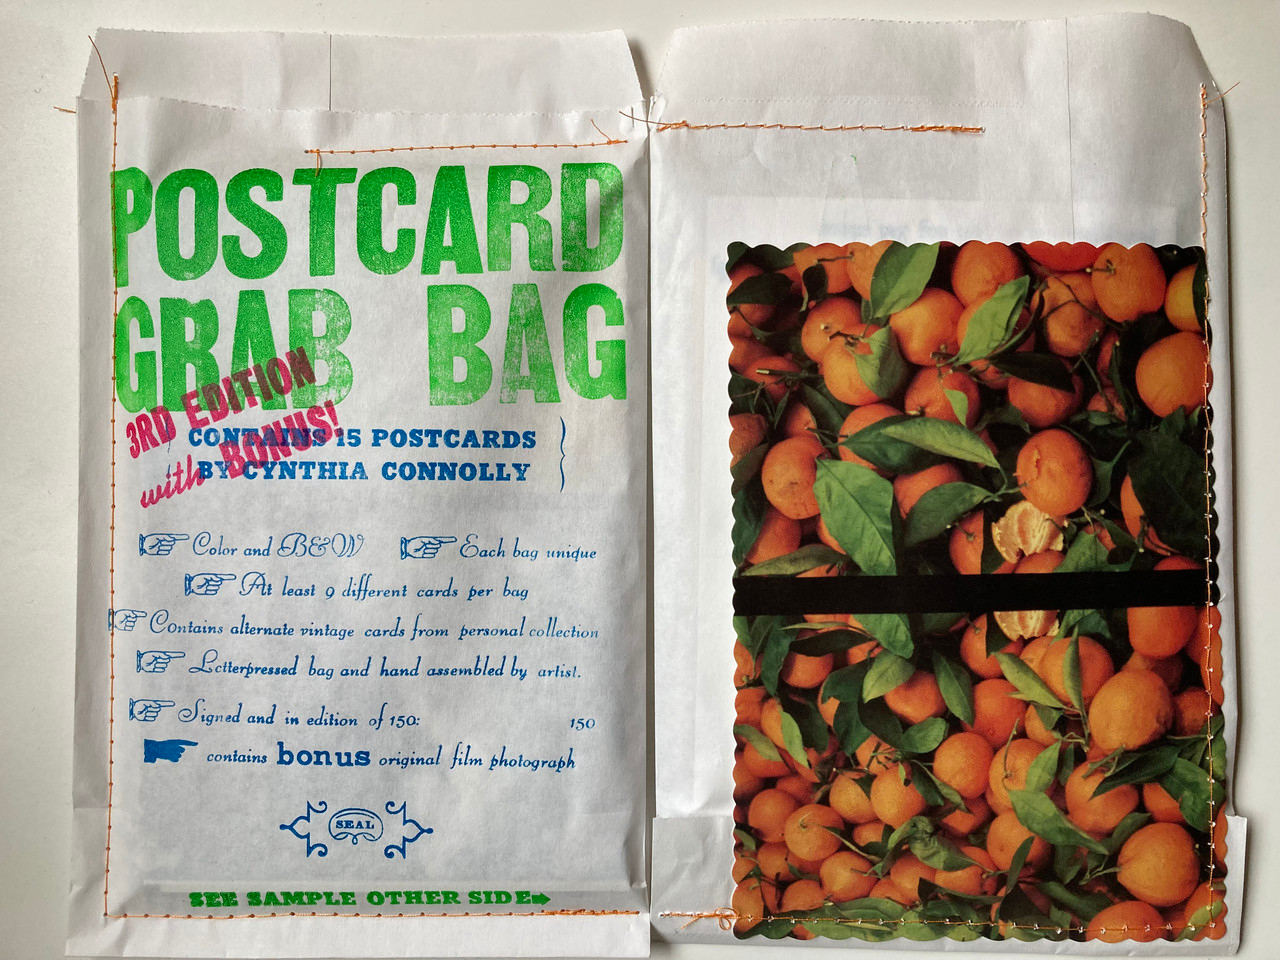 POSTCARD
GRAB BAG
3RD EDITION
with BONUS!
CONTAINS 15 POSTCARDS
BY CYNTHIA CONNOLLY
Color and B&W
Each bag unique
At least 9 different cards per bag
Contains alternate vintage cards from personal collection
Letterpressed bag and hand assembled by artist.
Signed and in edition of 150: 150
contains bonus original film photograph
SEAL
SEE SAMPLE OTHER SIDE